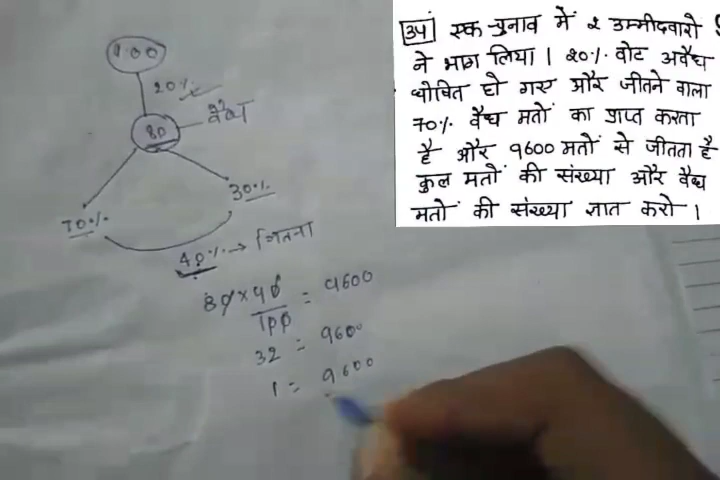 34 एक चुनाव में 2 उम्मीदवारो
ने भाग लिया। 20% वोट अवैध
घोषित हो गए और जीतने वाला
70% वैध मतों का प्राप्त करता
है और 9600 मतों से जीतता है
कुल मतों की संख्या और वैध
मतों की संख्या ज्ञात करो।
100
20%
80 वैध
70% 30%
40% → जितना
80 × 40 / 100 = 9600
32 = 9600
1 = 9600